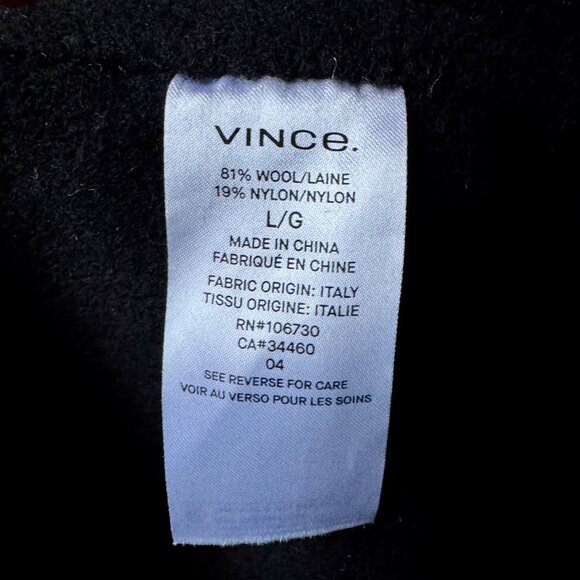 VINCE.
81% WOOL/LAINE
19% NYLON/NYLON
L/G
MADE IN CHINA
FABRIQUÉ EN CHINE
FABRIC ORIGIN: ITALY
TISSU ORIGINE: ITALIE
RN#106730
CA#34460
04
SEE REVERSE FOR CARE
VOIR AU VERSO POUR LES SOINS